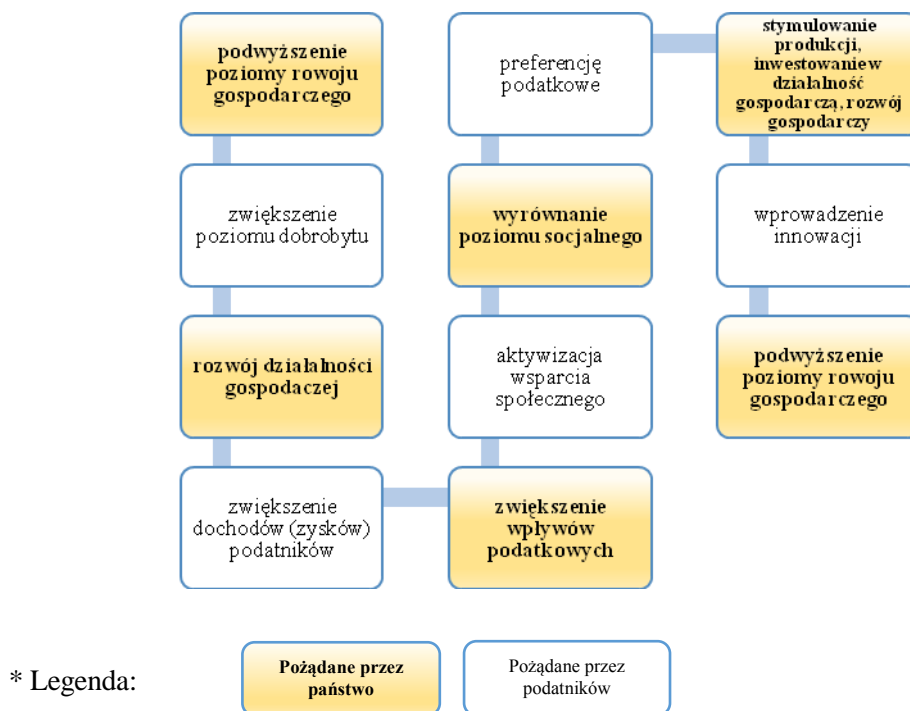 podwyższenie
poziomy rowoju
gospodarczego
zwiększenie
poziomu dobrobytu
rozwój działalności
gospodaczej
zwiększenie
dochodów (zysków)
podatników
preferencję
podatkowe
wyrównanie
poziomu socjalnego
aktywizacja
wsparcia
społecznego
zwiększenie
wpływów
podatkowych
stymulowanie
produkcji,
inwestowanie w
działalność
gospodarczą, rozwój
gospodarczy
wprowadzenie
innowacji
podwyższenie
poziomy rowoju
gospodarczego
* Legenda:
Pożądane przez
państwo
Pożądane przez
podatników